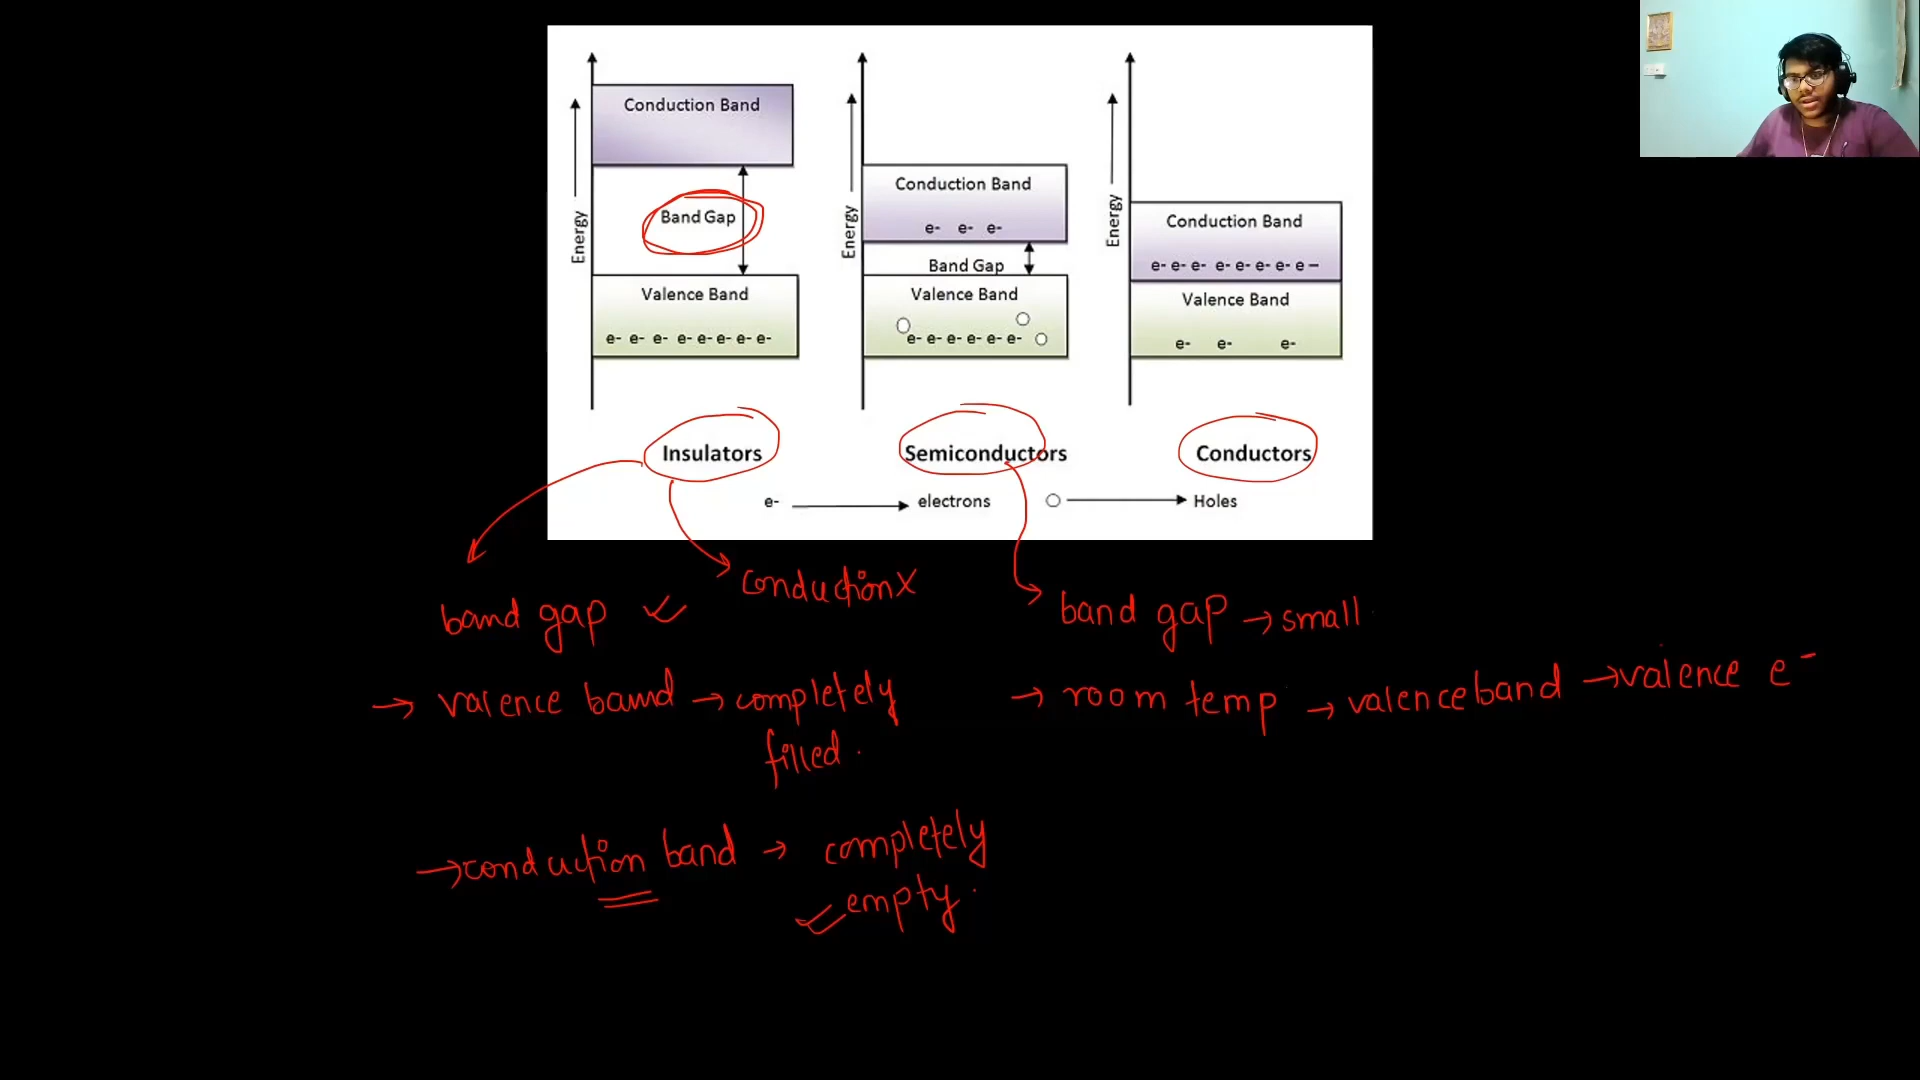 Conduction Band
Band Gap
Valence Band
e- e- e- e- e- e- e- e-
Energy
Insulators
Conduction Band
e- e- e-
Band Gap
Valence Band
e- e- e- e- e- e-
Energy
Semiconductors
Conduction Band
e- e- e- e- e- e- e- e –
Valence Band
e- e- e-
Energy
Conductors
e- electrons Holes
band gap ✓
conduction X
→ valence band → completely
filled.
→ conduction band → completely
✓ empty.
band gap → small
→ room temp → valence band → valence e⁻